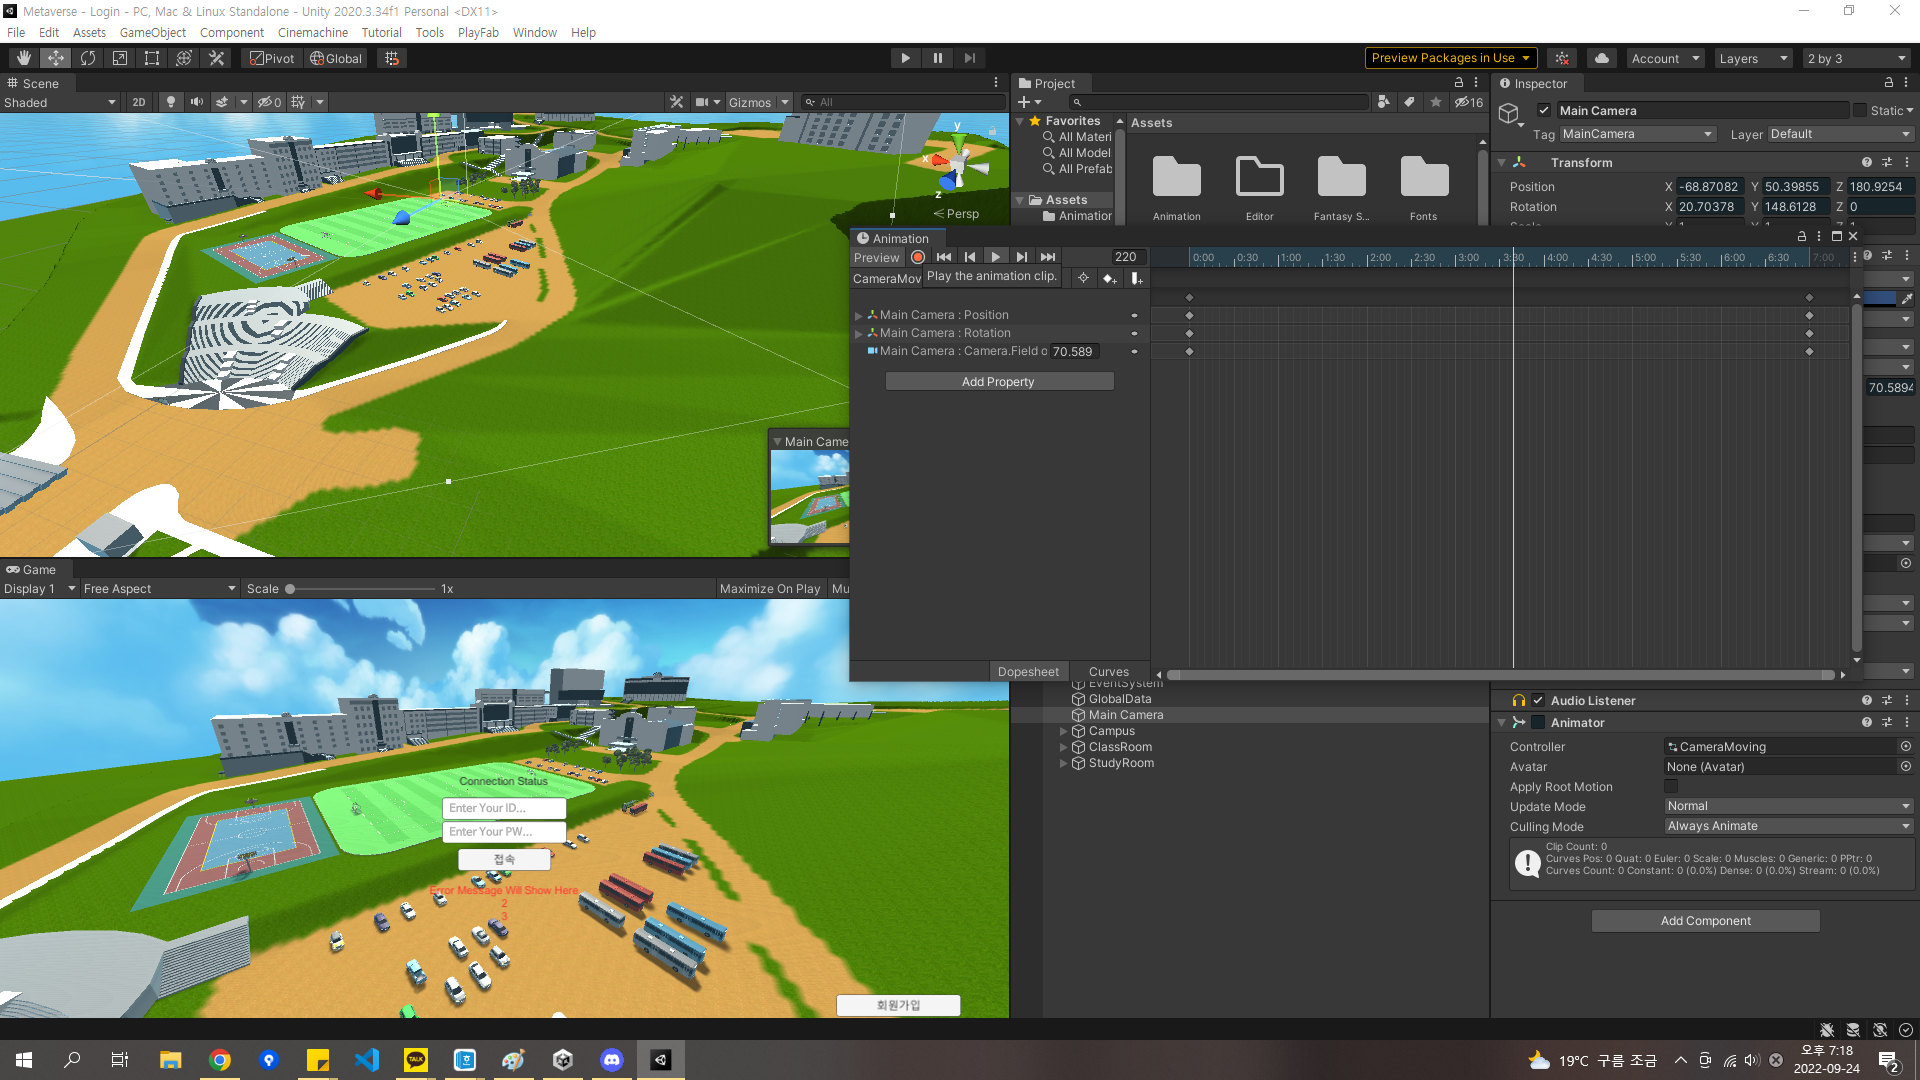 Metaverse - Login - PC, Mac & Linux Standalone - Unity 2020.3.34f1 Personal <DX11>
File Edit Assets GameObject Component Cinemachine Tutorial Tools PlayFab Window Help
Pivot Global Preview Packages in Use Account Layers 2 by 3
Scene
Shaded 2D 0 Gizmos All
y
x
z
Persp
Main Came
Game
Display 1 Free Aspect Scale 1x Maximize On Play Mu
Connection Status
Enter Your ID...
Enter Your PW...
접속
Error Message Will Show Here
2
3
회원가입
Project
16
Favorites
All Materi
All Model
All Prefab
Assets
Animation
Assets
Animation Editor Fantasy S... Fonts
Animation
Preview 220
CameraMov
Play the animation clip.
0:00 0:30 1:00 1:30 2:00 2:30 3:00 3:30 4:00 4:30 5:00 5:30 6:00 6:30 7:00
Main Camera : Position
Main Camera : Rotation
Main Camera : Camera.Field o 70.589
Add Property
Dopesheet Curves
EventSystem
GlobalData
Main Camera
Campus
ClassRoom
StudyRoom
Inspector
Main Camera Static
Tag MainCamera Layer Default
Transform
Position X -68.87082 Y 50.39855 Z 180.9254
Rotation X 20.70378 Y 148.6128 Z 0
70.5894
Audio Listener
Animator
Controller CameraMoving
Avatar None (Avatar)
Apply Root Motion
Update Mode Normal
Culling Mode Always Animate
Clip Count: 0
Curves Pos: 0 Quat: 0 Euler: 0 Scale: 0 Muscles: 0 Generic: 0 PPtr: 0
Curves Count: 0 Constant: 0 (0.0%) Dense: 0 (0.0%) Stream: 0 (0.0%)
Add Component
TALK
19°C 구름 조금
오후 7:18
2022-09-24
2